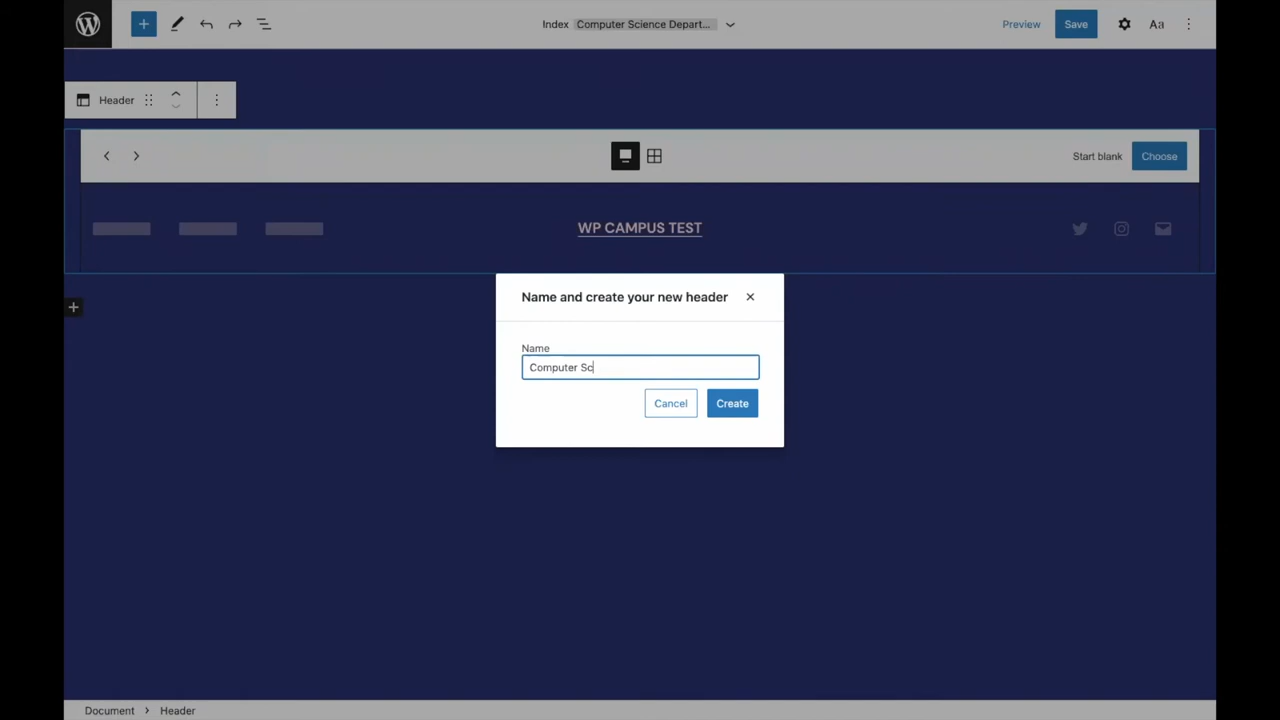 Index Computer Science Depart...
Preview
Save
Aa
Header
Start blank
Choose
WP CAMPUS TEST
Name and create your new header
Name
Computer Sc
Cancel
Create
Document > Header